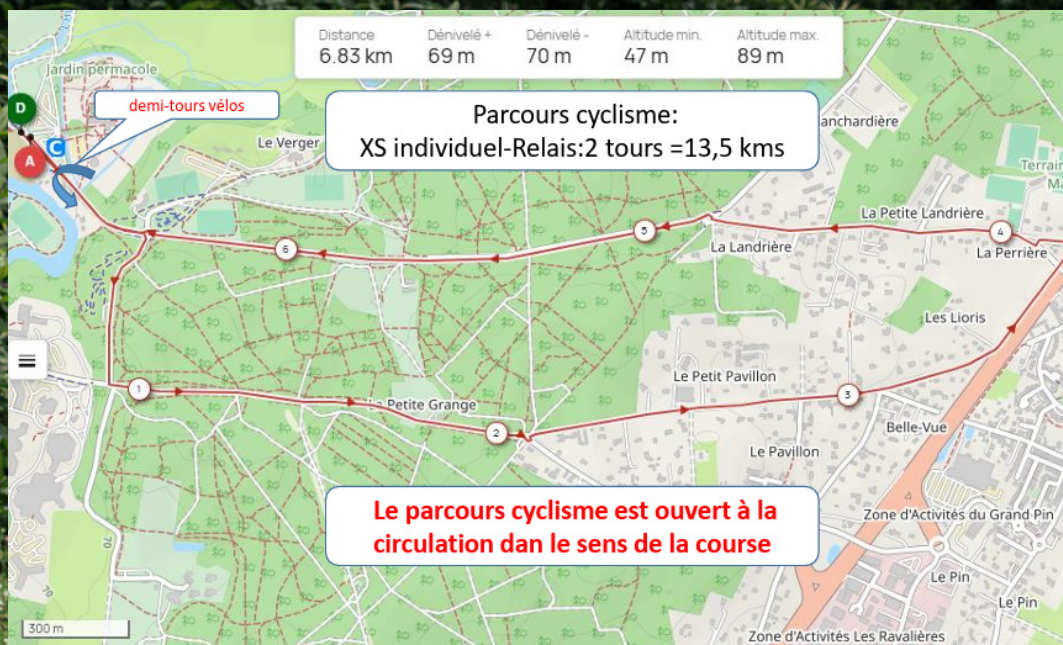 Distance
6.83 km
Dénivelé +
69 m
Dénivelé -
70 m
Altitude min.
47 m
Altitude max.
89 m
Jardin permacole
D
demi-tours vélos
Parcours cyclisme:
XS individuel-Relais:2 tours =13,5 kms
anchardière
Le Verger
C
A
Terrain
La Petite Landrière
5
4
La Landrière
La Perrière
6
Les Lioris
Le Petit Pavillon
1
Petite Grange
3
2
Belle-Vue
Le Pavillon
Le parcours cyclisme est ouvert à la
circulation dan le sens de la course
Zone d'Activités du Grand Pin
70
Le Pin
70
Le Pin
300 m
Zone d'Activités Les Ravalières